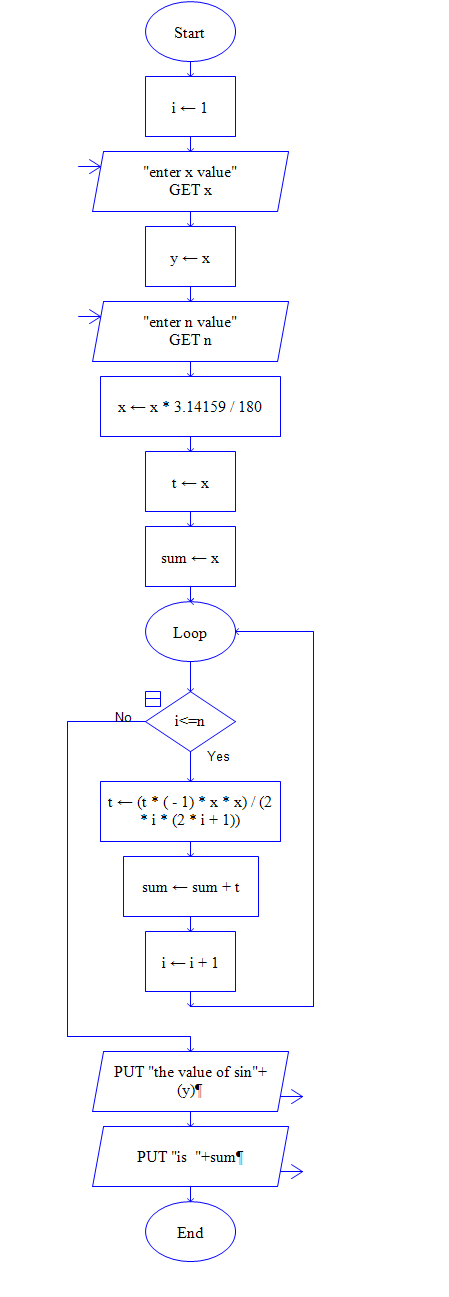 Start
i ← 1
"enter x value"
GET x
y ← x
"enter n value"
GET n
x ← x * 3.14159 / 180
t ← x
sum ← x
Loop
No
i<=n
Yes
t ← (t * ( - 1) * x * x) / (2
* i * (2 * i + 1))
sum ← sum + t
i ← i + 1
PUT "the value of sin"+
(y)¶
PUT "is  "+sum¶
End